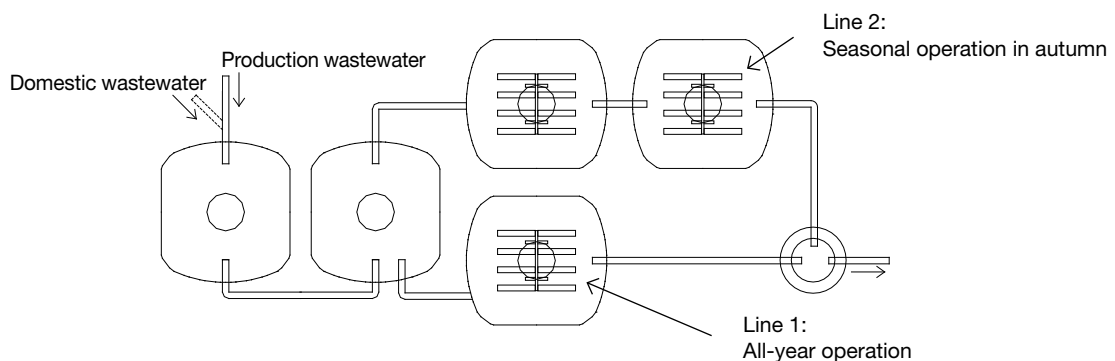 Line 2:
Seasonal operation in autumn
Production wastewater
Domestic wastewater
Line 1:
All-year operation